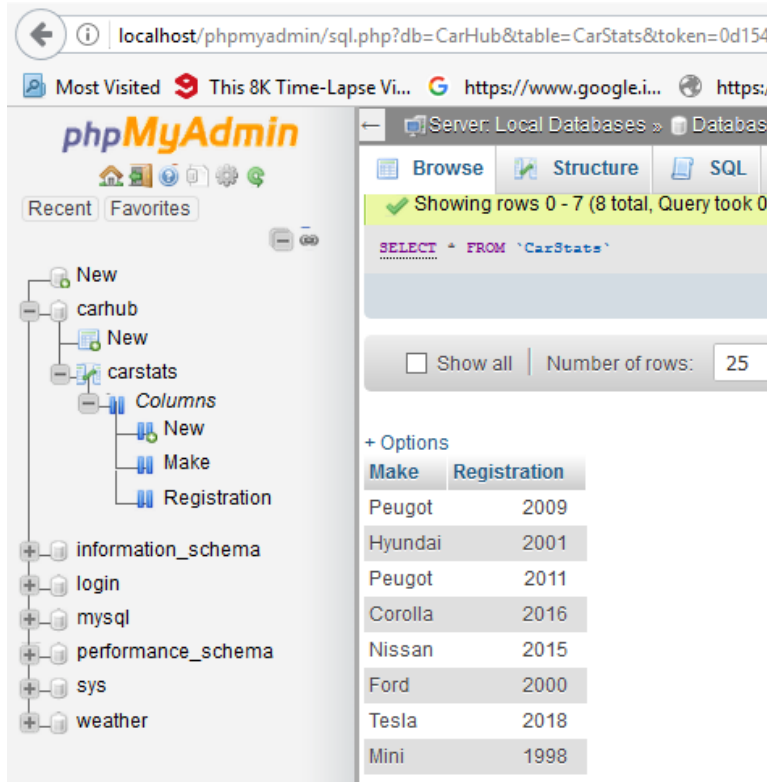 localhost/phpmyadmin/sql.php?db=CarHub&table=CarStats&token=0d154
Most Visited This 8K Time-Lapse Vi... https://www.google.i... https:/
phpMyAdmin
Recent Favorites
New
carhub
New
carstats
Columns
New
Make
Registration
information_schema
login
mysql
performance_schema
sys
weather
Server: Local Databases » Databas
Browse Structure SQL
Showing rows 0 - 7 (8 total, Query took 0
SELECT * FROM `CarStats`
Show all Number of rows: 25
+ Options
Make Registration
Peugot 2009
Hyundai 2001
Peugot 2011
Corolla 2016
Nissan 2015
Ford 2000
Tesla 2018
Mini 1998